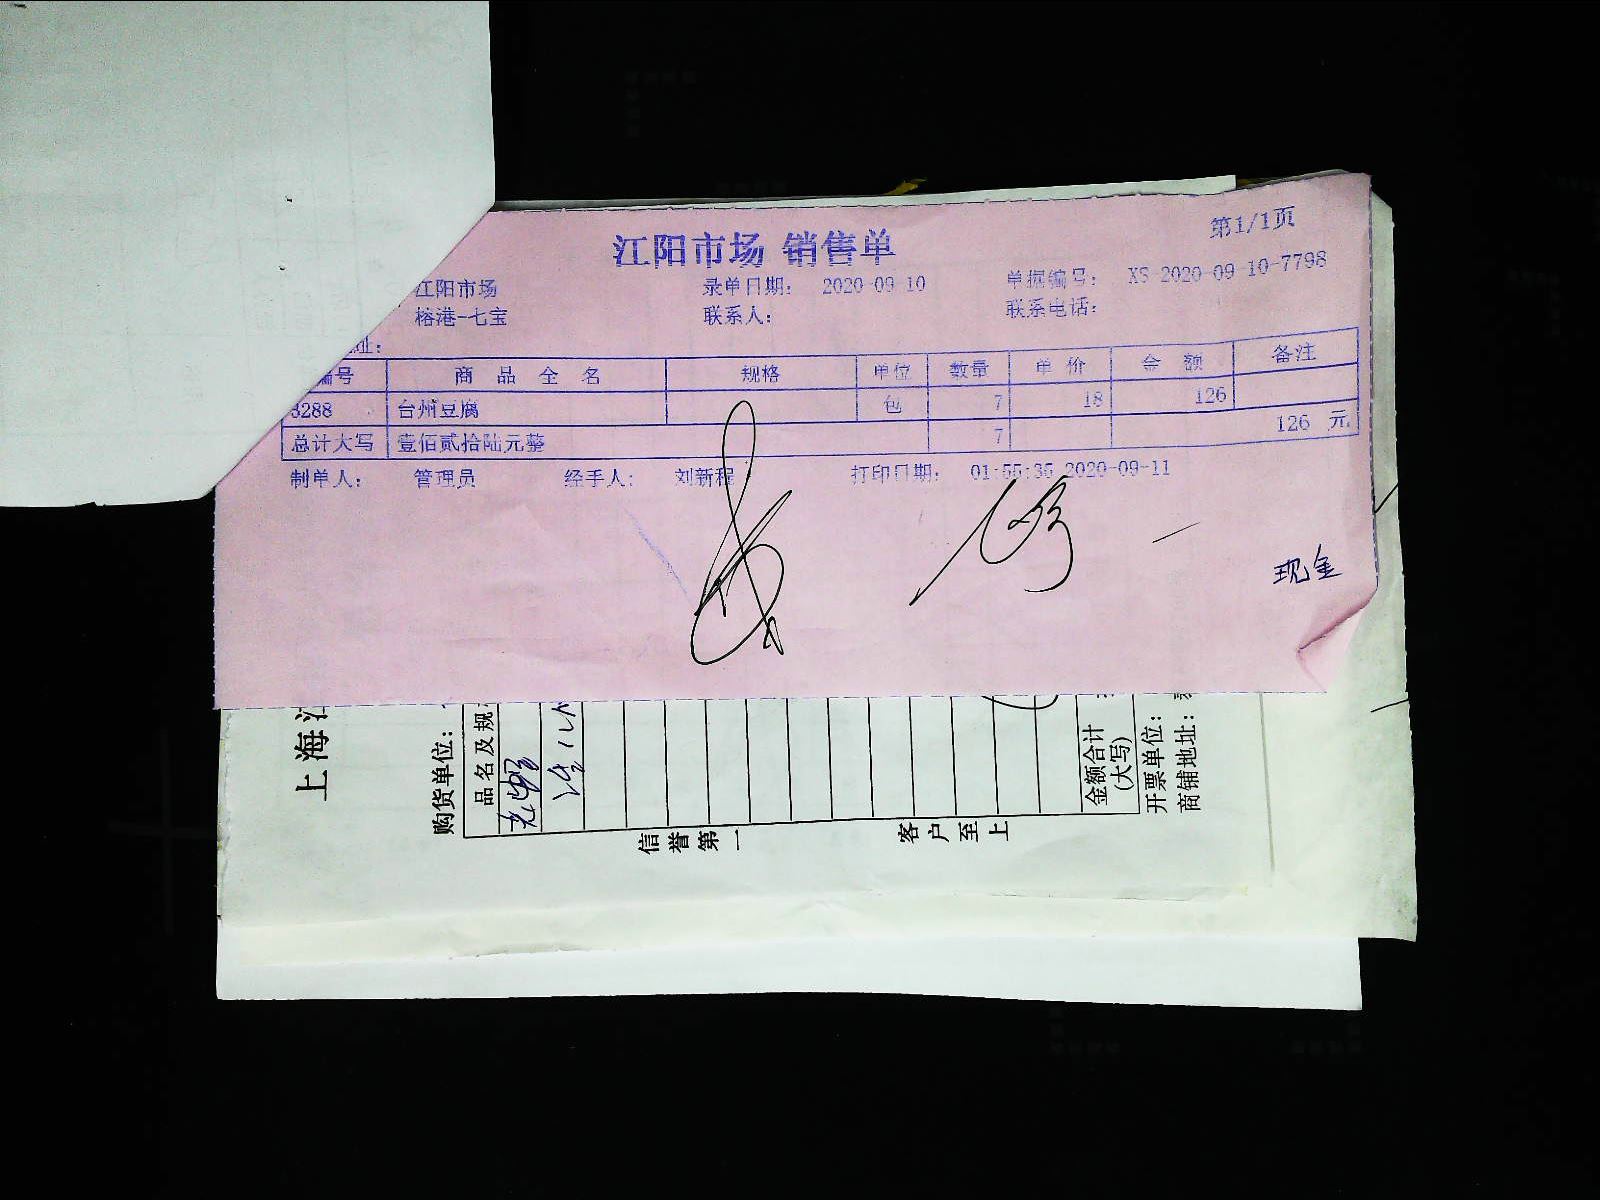 第1/1页
江阳市场 销售单
江阳市场 录单日期： 2020-09-10 单据编号： XS-2020-09-10-7798
榕港-七宝 联系人： 联系电话：
址：
编号 商品全名 规格 单位 数量 单价 金额 备注
3288 台州豆腐 包 7 18 126
总计大写 壹佰贰拾陆元整 7 126 元
制单人： 管理员 经手人： 刘新程 打印日期： 01:55:35 2020-09-11
现金
上海江
购货单位：
品名及规
信誉第一 客户至上
金额合计
(大写)
开票单位：
商铺地址：